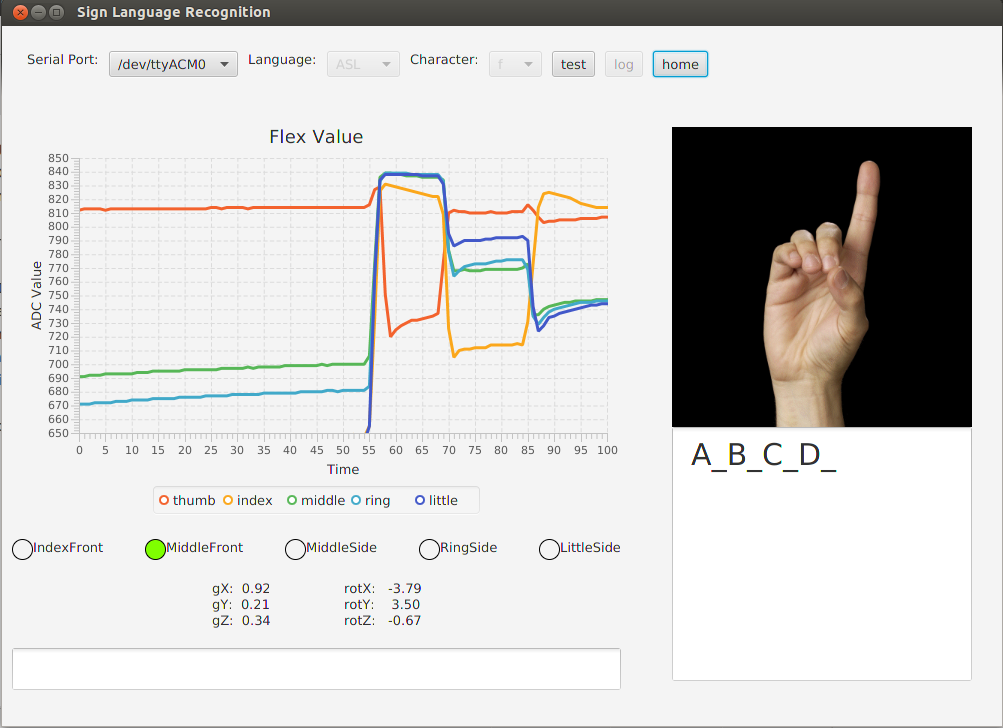 Sign Language Recognition
Serial Port: /dev/ttyACM0 Language: ASL Character: f test log home
Flex Value
850
840
830
820
810
800
790
780
770
760
750
740
730
720
710
700
690
680
670
660
650
ADC Value
0 5 10 15 20 25 30 35 40 45 50 55 60 65 70 75 80 85 90 95 100
Time
thumb index middle ring little
IndexFront MiddleFront MiddleSide RingSide LittleSide
gX: 0.92 rotX: -3.79
gY: 0.21 rotY: 3.50
gZ: 0.34 rotZ: -0.67
A_B_C_D_